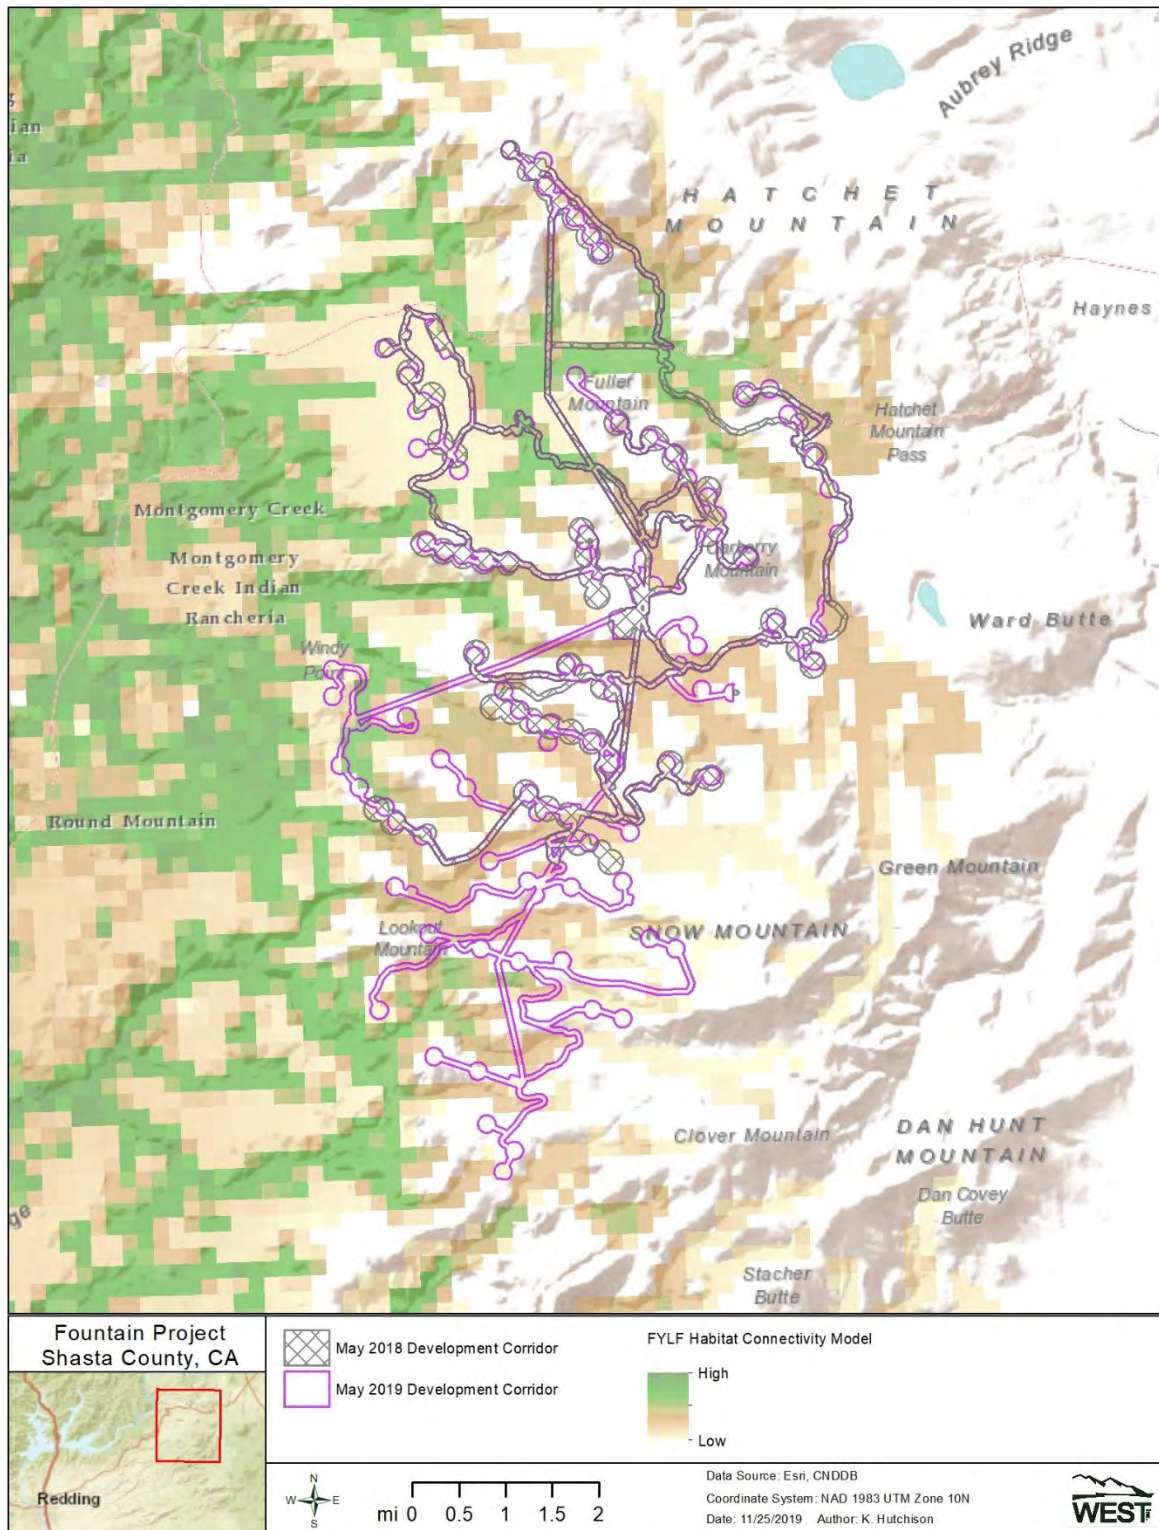 Aubrey Ridge
ian
ia
HATCHET
MOUNTAIN
Haynes
Fuller
Mountain
Hatchet
Mountain
Pass
Montgomery Creek
Montgomery
Creek Indian
Rancheria
Carberry
Mountain
Ward Butte
Windy
Round Mountain
Green Mountain
Lookout
Mountain
SNOW MOUNTAIN
Clover Mountain
DAN HUNT
MOUNTAIN
Dan Covey
Butte
ge
Stacher
Butte
Fountain Project
Shasta County, CA
Redding
May 2018 Development Corridor
May 2019 Development Corridor
FYLF Habitat Connectivity Model
High
Low
N
W E
S
mi 0 0.5 1 1.5 2
Data Source: Esri, CNDDB
Coordinate System: NAD 1983 UTM Zone 10N
Date: 11/25/2019 Author: K. Hutchison
WEST